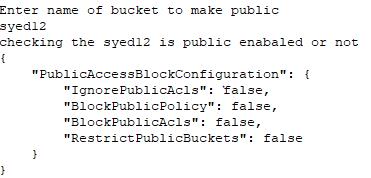 Enter name of bucket to make public
syed12
checking the syed12 is public enabaled or not
{
    "PublicAccessBlockConfiguration": {
        "IgnorePublicAcls": false,
        "BlockPublicPolicy": false,
        "BlockPublicAcls": false,
        "RestrictPublicBuckets": false
    }
}